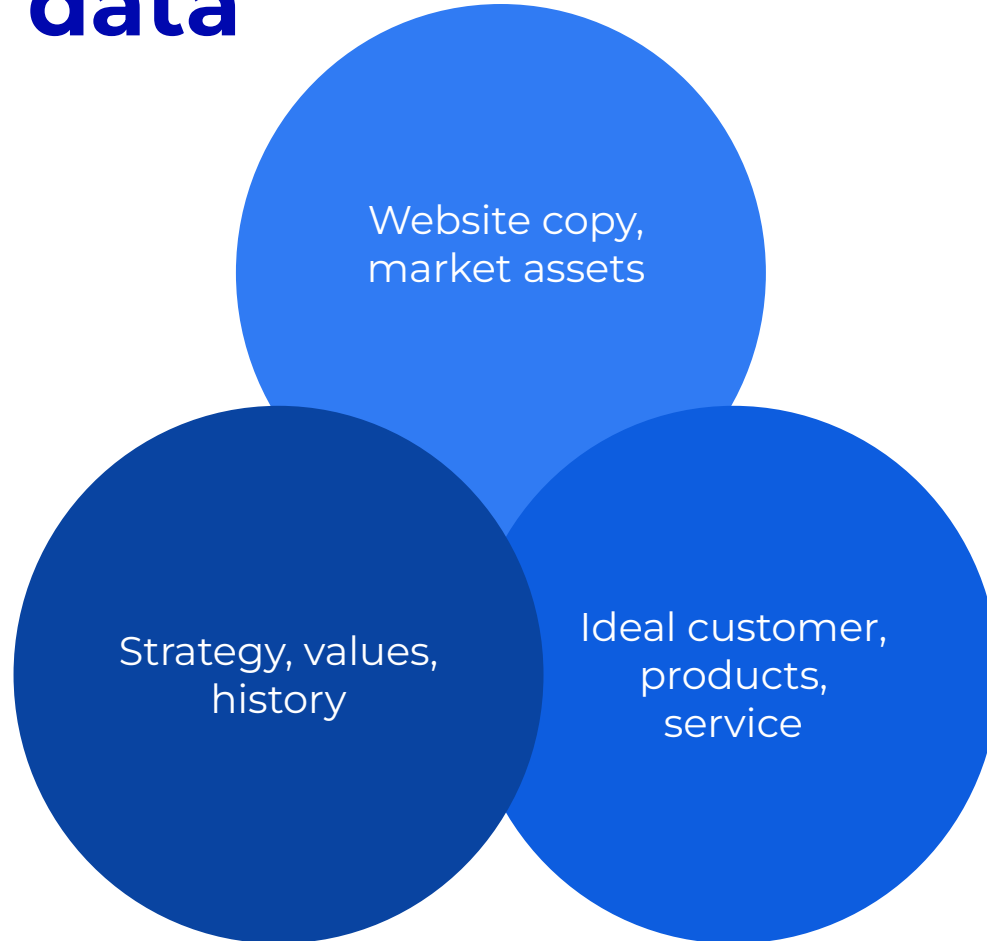 data
Website copy,
market assets
Strategy, values,
history
Ideal customer,
products,
service